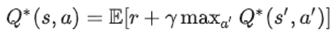 Q*(s, a) = 𝔼[r + γ max_{a′} Q*(s′, a′)]